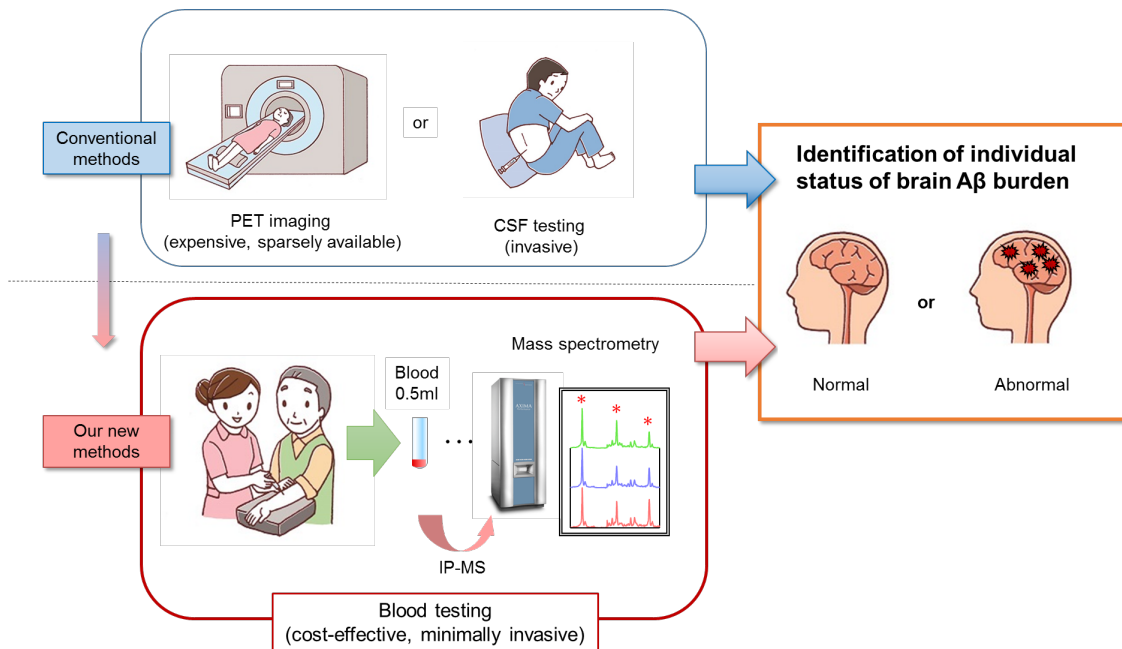 Conventional
methods
or
PET imaging
(expensive, sparsely available)
CSF testing
(invasive)
Identification of individual
status of brain Aβ burden
or
Normal
Abnormal
Our new
methods
Blood
0.5ml
Mass spectrometry
AXIMA
* * *
IP-MS
Blood testing
(cost-effective, minimally invasive)